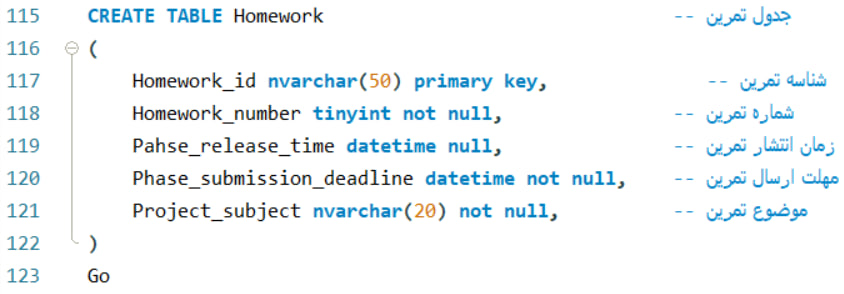 115 CREATE TABLE Homework -- جدول تمرین
116 (
117 Homework_id nvarchar(50) primary key, -- شناسه تمرین
118 Homework_number tinyint not null, -- شماره تمرین
119 Pahse_release_time datetime null, -- زمان انتشار تمرین
120 Phase_submission_deadline datetime not null, -- مهلت ارسال تمرین
121 Project_subject nvarchar(20) not null, -- موضوع تمرین
122 )
123 Go